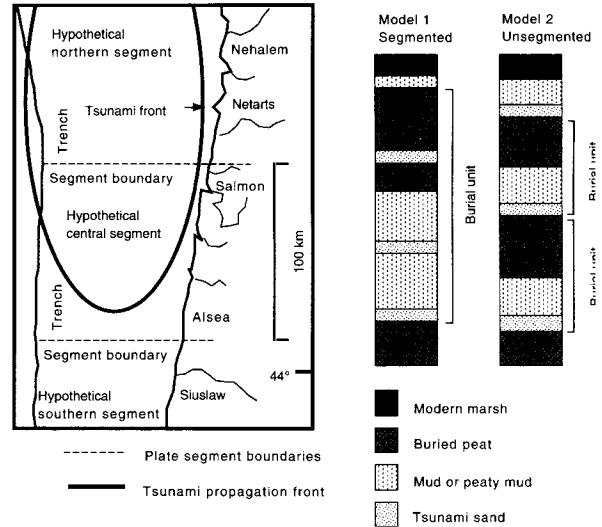 Hypothetical
northern segment
Nehalem
Tsunami front
Netarts
Trench
Segment boundary
Salmon
Hypothetical
central segment
100 km
Trench
Alsea
Segment boundary
44°
Hypothetical
southern segment
Siuslaw
Plate segment boundaries
Tsunami propagation front
Model 1
Segmented
Model 2
Unsegmented
Burial unit
Burial unit
Burial unit
Modern marsh
Buried peat
Mud or peaty mud
Tsunami sand